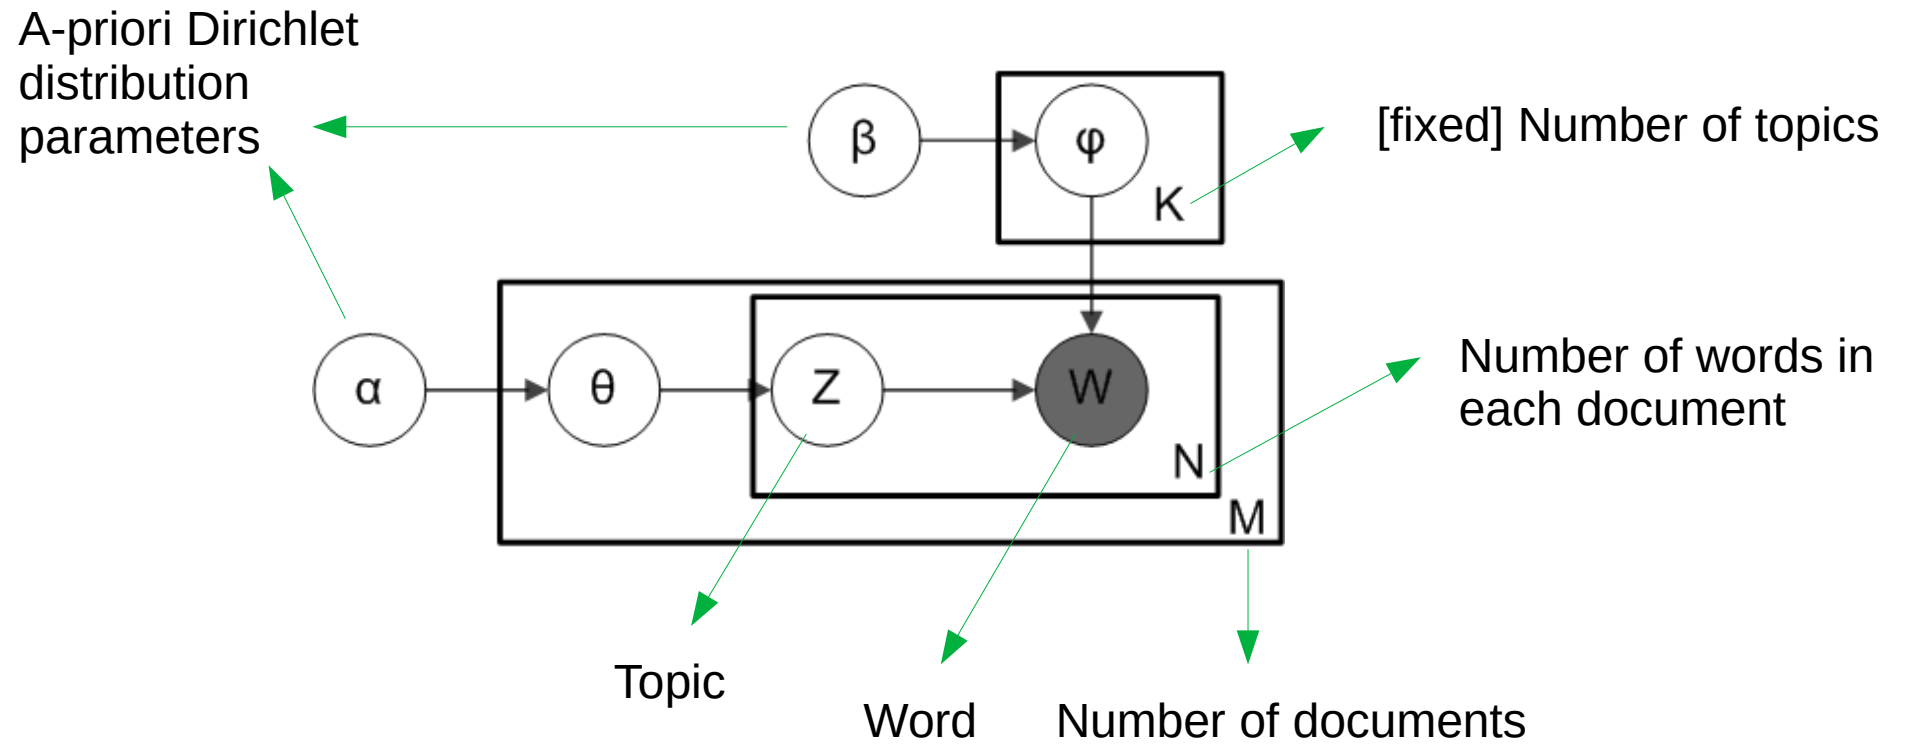 A-priori Dirichlet
distribution
parameters
β
φ
K
[fixed] Number of topics
α
θ
Z
W
N
M
Number of words in
each document
Topic
Word
Number of documents